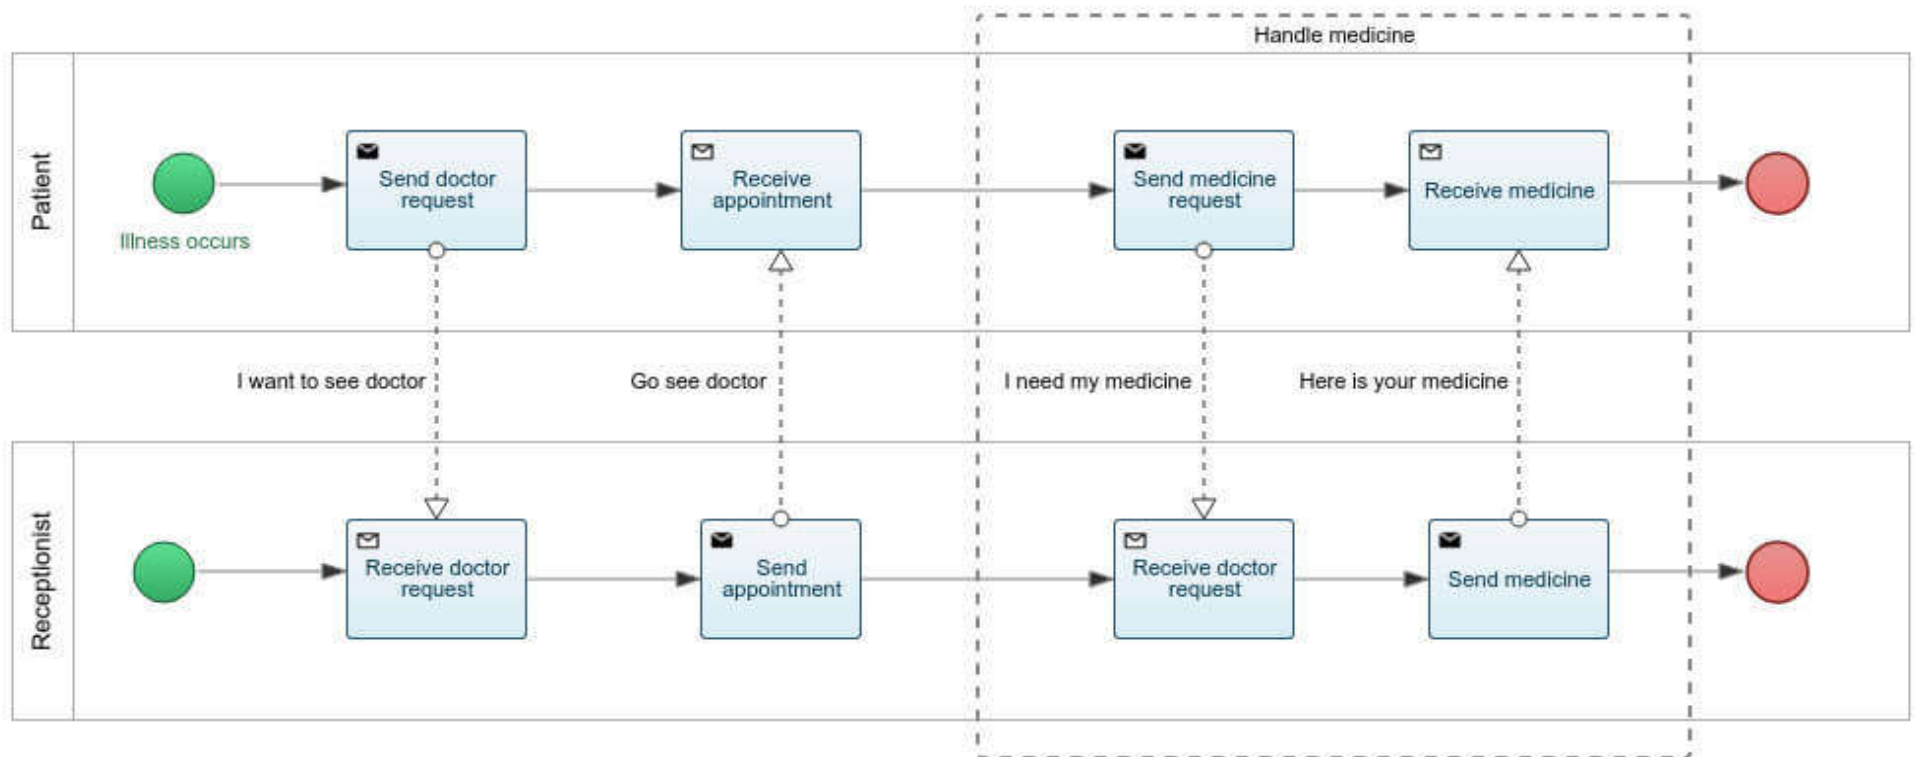 Handle medicine
Patient
Illness occurs
Send doctor
request
Receive
appointment
Send medicine
request
Receive medicine
I want to see doctor
Go see doctor
I need my medicine
Here is your medicine
Receptionist
Receive doctor
request
Send
appointment
Receive doctor
request
Send medicine